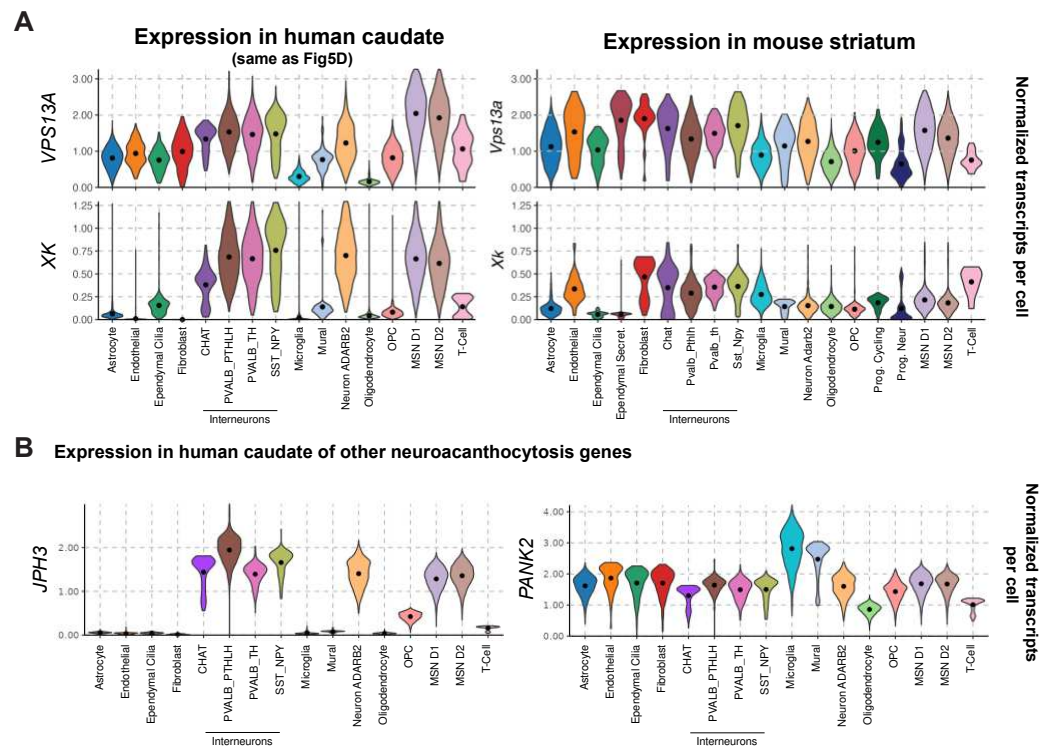 A
Expression in human caudate
(same as Fig5D)
Expression in mouse striatum
VPS13A
3.00
2.00
1.00
0.00
XK
1.25
1.00
0.75
0.50
0.25
0.00
Astrocyte
Endothelial
Ependymal Cilia
Fibroblast
CHAT
PVALB_PTHLH
PVALB_TH
SST_NPY
Microglia
Mural
Neuron ADARB2
Oligodendrocyte
OPC
MSN D1
MSN D2
T-Cell
Interneurons
Vps13a
3.00
2.00
1.00
0.00
Xk
1.25
1.00
0.75
0.50
0.25
0.00
Astrocyte
Endothelial
Ependymal Cilia
Ependymal Secret.
Fibroblast
Chat
Pvalb_Pthlh
Pvalb_th
Sst_Npy
Microglia
Mural
Neuron Adarb2
Oligodendrocyte
OPC
Prog. Cycling
Prog. Neur
MSN D1
MSN D2
T-Cell
Interneurons
Normalized transcripts per cell
B
Expression in human caudate of other neuroacanthocytosis genes
JPH3
2.00
1.00
0.00
Astrocyte
Endothelial
Ependymal Cilia
Fibroblast
CHAT
PVALB_PTHLH
PVALB_TH
SST_NPY
Microglia
Mural
Neuron ADARB2
Oligodendrocyte
OPC
MSN D1
MSN D2
T-Cell
Interneurons
PANK2
4.00
3.00
2.00
1.00
0.00
Astrocyte
Endothelial
Ependymal Cilia
Fibroblast
CHAT
PVALB_PTHLH
PVALB_TH
SST_NPY
Microglia
Mural
Neuron ADARB2
Oligodendrocyte
OPC
MSN D1
MSN D2
T-Cell
Interneurons
Normalized transcripts
per cell